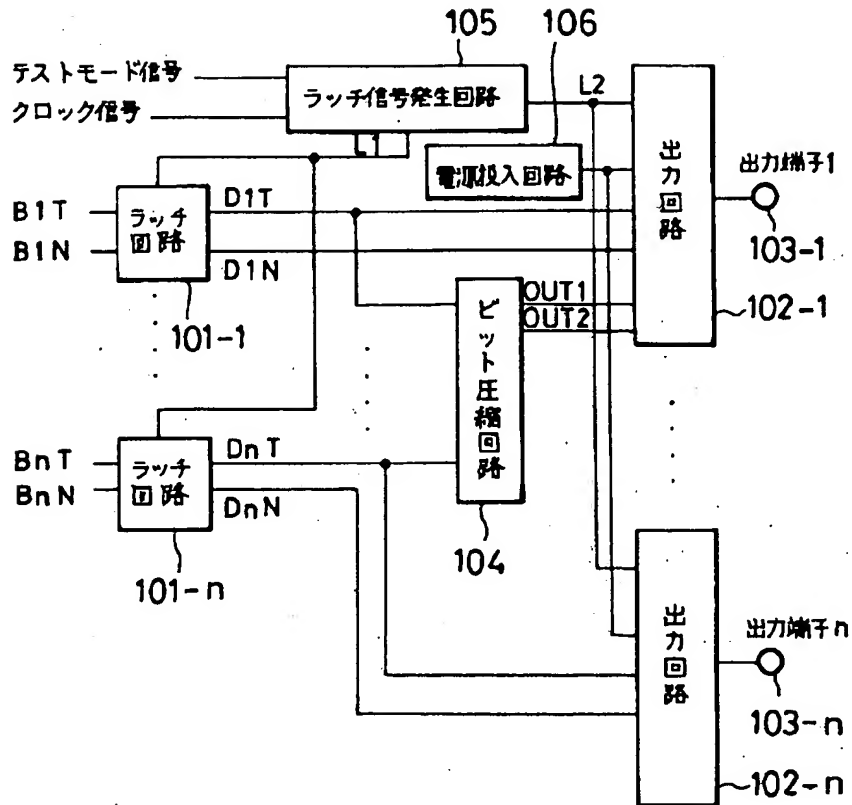 105
106
テストモード信号
クロック信号
ラッチ信号発生回路
L2
L1
電源投入回路
出力回路
出力端子1
103-1
B1T
B1N
ラッチ回路
D1T
D1N
101-1
OUT1
OUT2
102-1
ビット圧縮回路
104
BnT
BnN
ラッチ回路
DnT
DnN
101-n
出力回路
出力端子n
103-n
102-n